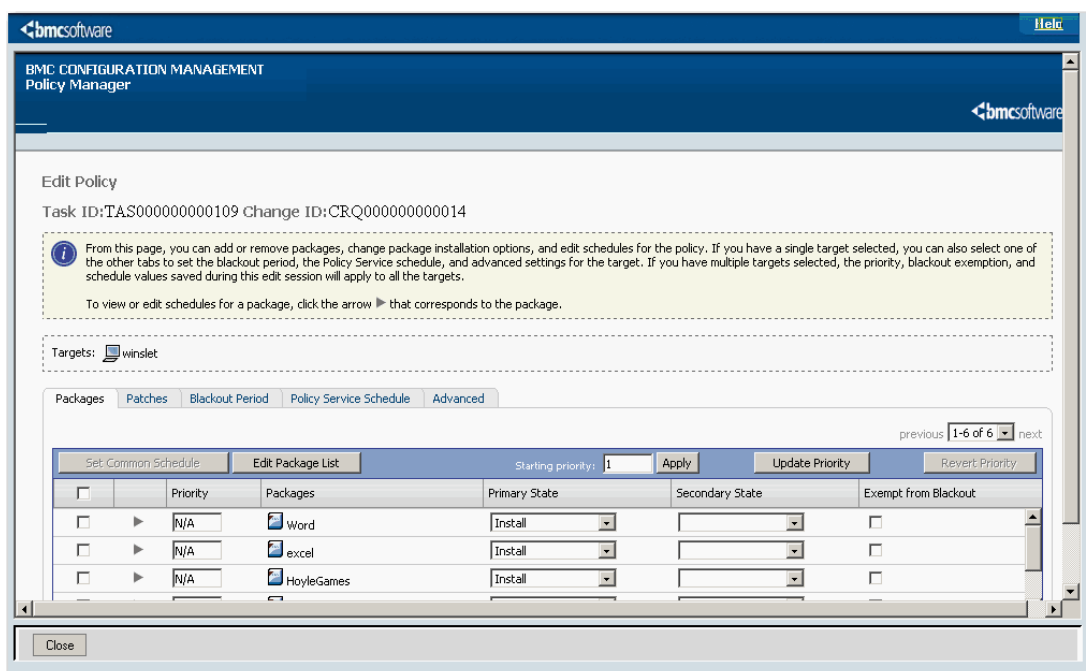 bmcsoftware
Help
BMC CONFIGURATION MANAGEMENT
Policy Manager
bmcsoftware
Edit Policy
Task ID:TAS000000000109 Change ID:CRQ000000000014
From this page, you can add or remove packages, change package installation options, and edit schedules for the policy. If you have a single target selected, you can also select one of
the other tabs to set the blackout period, the Policy Service schedule, and advanced settings for the target. If you have multiple targets selected, the priority, blackout exemption, and
schedule values saved during this edit session will apply to all the targets.
To view or edit schedules for a package, click the arrow ▶ that corresponds to the package.
Targets: winslet
Packages Patches Blackout Period Policy Service Schedule Advanced
previous 1-6 of 6 next
Set Common Schedule Edit Package List Starting priority: 1 Apply Update Priority Revert Priority
Priority Packages Primary State Secondary State Exempt from Blackout
N/A Word Install
N/A excel Install
N/A HoyleGames Install
Close